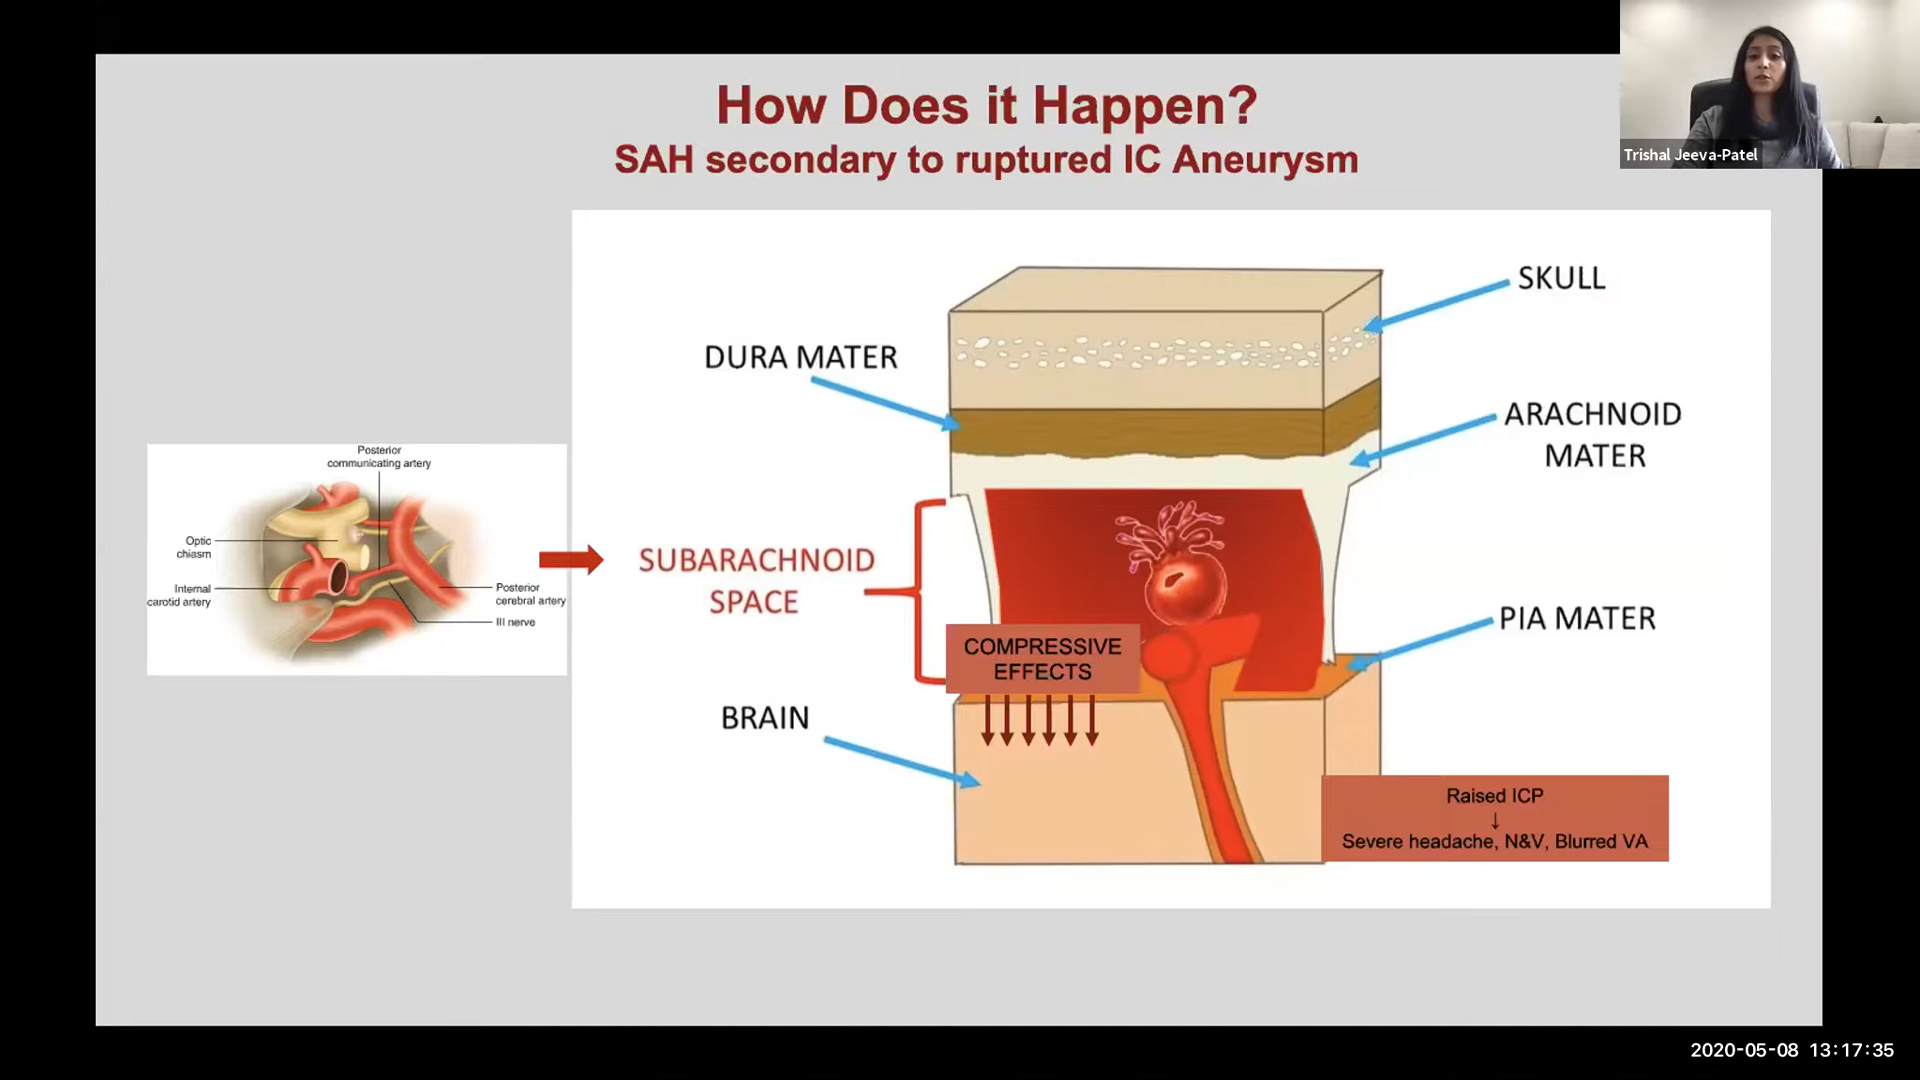 How Does it Happen?
SAH secondary to ruptured IC Aneurysm
Trishal Jeeva-Patel
SKULL
DURA MATER
ARACHNOID
MATER
Posterior
communicating artery
Optic
chiasm
Internal
carotid artery
Posterior
cerebral artery
III nerve
SUBARACHNOID
SPACE
PIA MATER
COMPRESSIVE
EFFECTS
BRAIN
Raised ICP
↓
Severe headache, N&V, Blurred VA
2020-05-08 13:17:35